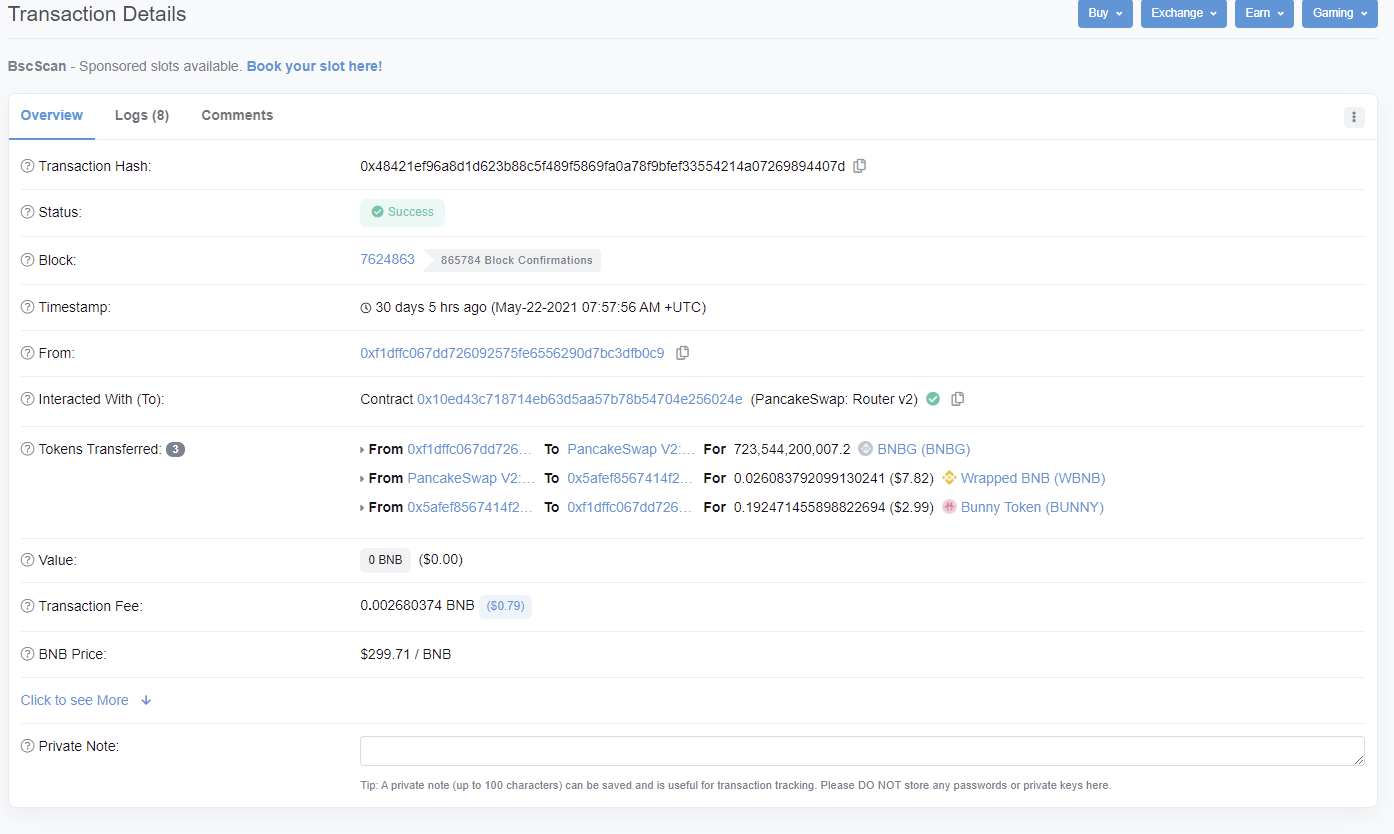 Transaction Details
Buy Exchange Earn Gaming
BscScan - Sponsored slots available. Book your slot here!
Overview Logs (8) Comments
Transaction Hash: 0x48421ef96a8d1d623b88c5f489f5869fa0a78f9bfef33554214a07269894407d
Status: Success
Block: 7624863 865784 Block Confirmations
Timestamp: 30 days 5 hrs ago (May-22-2021 07:57:56 AM +UTC)
From: 0xf1dffc067dd726092575fe6556290d7bc3dfb0c9
Interacted With (To): Contract 0x10ed43c718714eb63d5aa57b78b54704e256024e (PancakeSwap: Router v2)
Tokens Transferred: 3 From 0xf1dffc067dd726... To PancakeSwap V2:... For 723,544,200,007.2 BNBG (BNBG)
From PancakeSwap V2:... To 0x5afef8567414f2... For 0.026083792099130241 ($7.82) Wrapped BNB (WBNB)
From 0x5afef8567414f2... To 0xf1dffc067dd726... For 0.192471455898822694 ($2.99) Bunny Token (BUNNY)
Value: 0 BNB ($0.00)
Transaction Fee: 0.002680374 BNB ($0.79)
BNB Price: $299.71 / BNB
Click to see More
Private Note:
Tip: A private note (up to 100 characters) can be saved and is useful for transaction tracking. Please DO NOT store any passwords or private keys here.